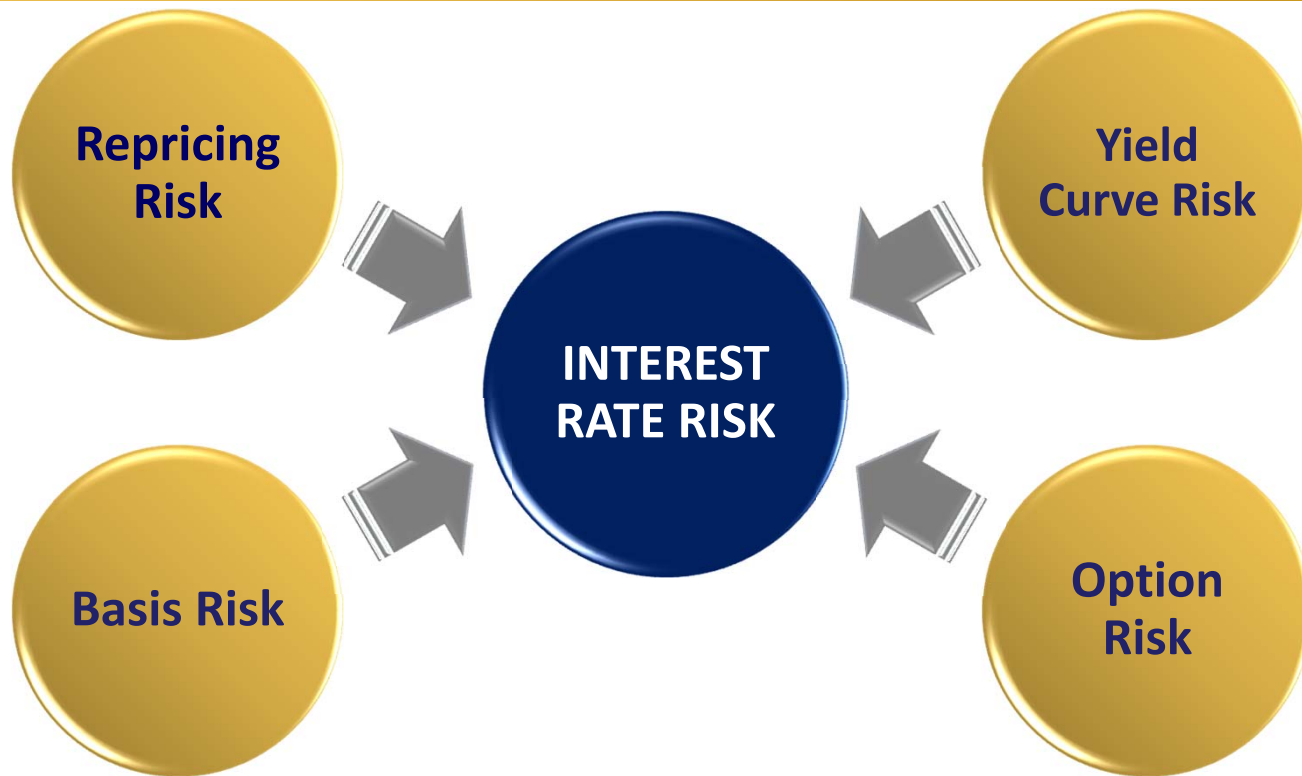 Repricing
Risk
Yield
Curve Risk
INTEREST
RATE RISK
Basis Risk
Option
Risk